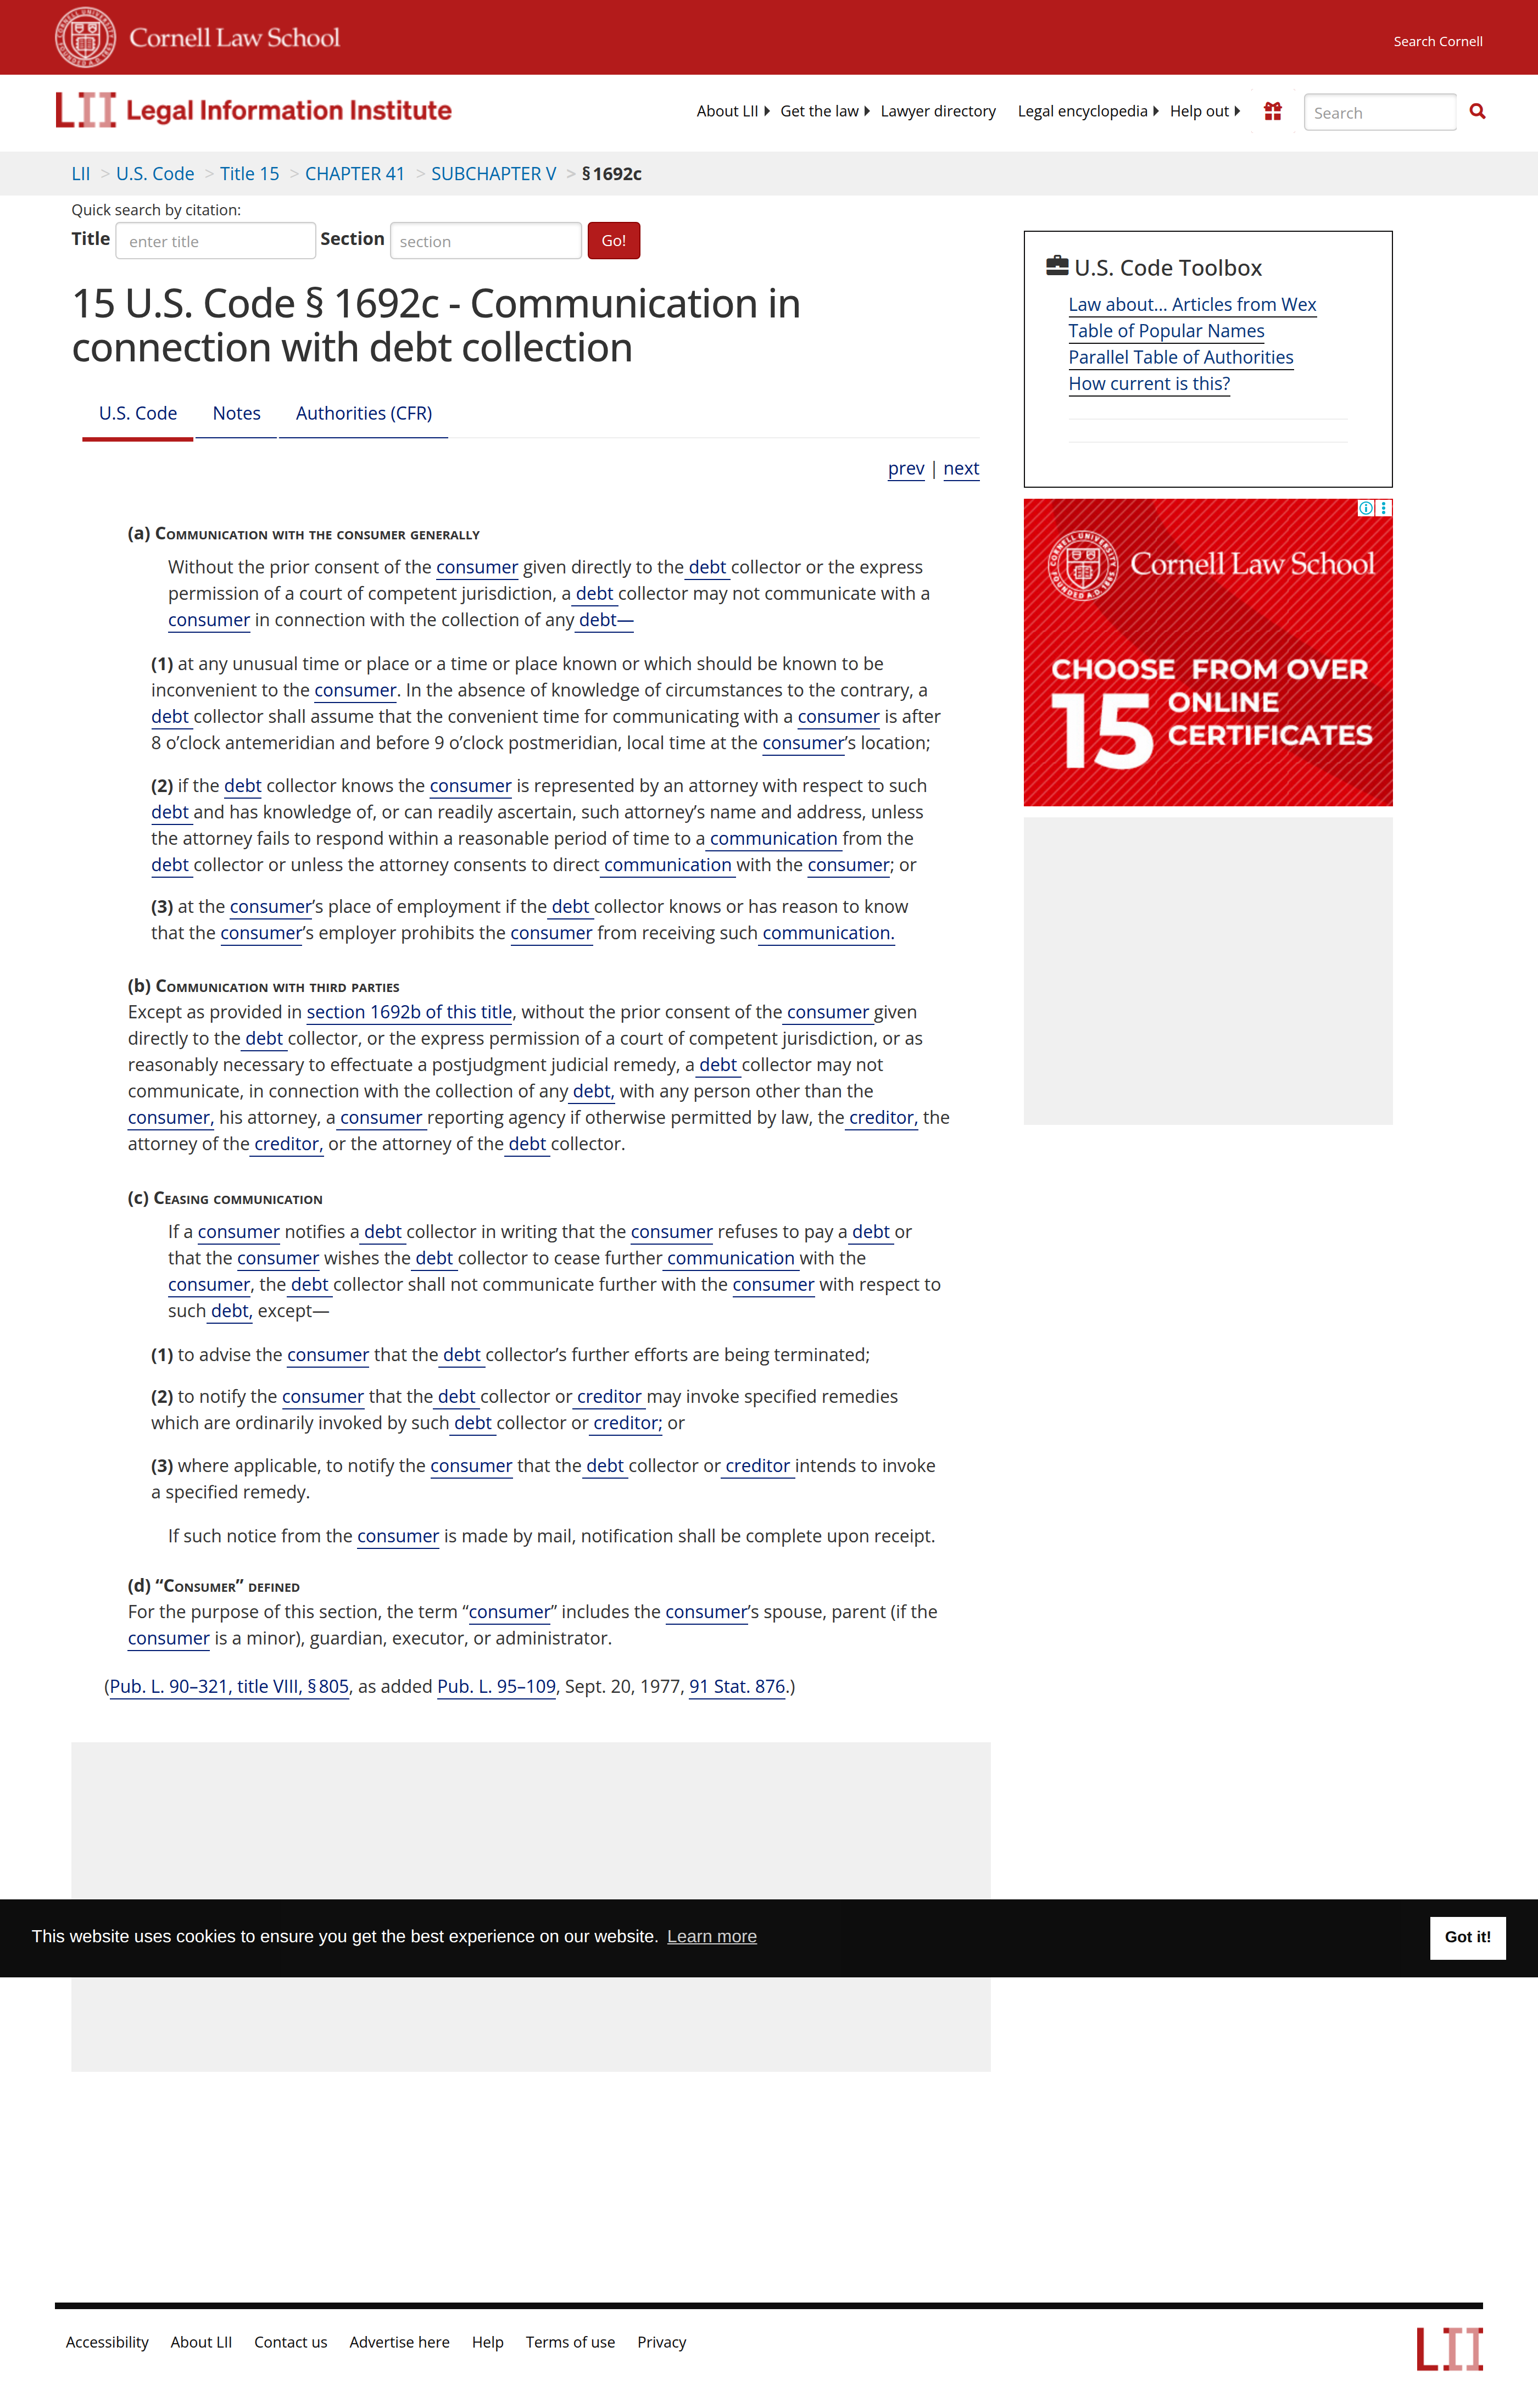 Cornell Law School
Search Cornell
LII Legal Information Institute
About LII Get the law Lawyer directory Legal encyclopedia Help out Search
LII > U.S. Code > Title 15 > CHAPTER 41 > SUBCHAPTER V > § 1692c
Quick search by citation:
Title enter title Section section Go!
15 U.S. Code § 1692c - Communication in
connection with debt collection
U.S. Code Notes Authorities (CFR)
prev | next
(a) Communication with the consumer generally
Without the prior consent of the consumer given directly to the debt collector or the express
permission of a court of competent jurisdiction, a debt collector may not communicate with a
consumer in connection with the collection of any debt—
(1) at any unusual time or place or a time or place known or which should be known to be
inconvenient to the consumer. In the absence of knowledge of circumstances to the contrary, a
debt collector shall assume that the convenient time for communicating with a consumer is after
8 o’clock antemeridian and before 9 o’clock postmeridian, local time at the consumer’s location;
(2) if the debt collector knows the consumer is represented by an attorney with respect to such
debt and has knowledge of, or can readily ascertain, such attorney’s name and address, unless
the attorney fails to respond within a reasonable period of time to a communication from the
debt collector or unless the attorney consents to direct communication with the consumer; or
(3) at the consumer’s place of employment if the debt collector knows or has reason to know
that the consumer’s employer prohibits the consumer from receiving such communication.
(b) Communication with third parties
Except as provided in section 1692b of this title, without the prior consent of the consumer given
directly to the debt collector, or the express permission of a court of competent jurisdiction, or as
reasonably necessary to effectuate a postjudgment judicial remedy, a debt collector may not
communicate, in connection with the collection of any debt, with any person other than the
consumer, his attorney, a consumer reporting agency if otherwise permitted by law, the creditor, the
attorney of the creditor, or the attorney of the debt collector.
(c) Ceasing communication
If a consumer notifies a debt collector in writing that the consumer refuses to pay a debt or
that the consumer wishes the debt collector to cease further communication with the
consumer, the debt collector shall not communicate further with the consumer with respect to
such debt, except—
(1) to advise the consumer that the debt collector’s further efforts are being terminated;
(2) to notify the consumer that the debt collector or creditor may invoke specified remedies
which are ordinarily invoked by such debt collector or creditor; or
(3) where applicable, to notify the consumer that the debt collector or creditor intends to invoke
a specified remedy.
If such notice from the consumer is made by mail, notification shall be complete upon receipt.
(d) “Consumer” defined
For the purpose of this section, the term “consumer” includes the consumer’s spouse, parent (if the
consumer is a minor), guardian, executor, or administrator.
(Pub. L. 90–321, title VIII, § 805, as added Pub. L. 95–109, Sept. 20, 1977, 91 Stat. 876.)
U.S. Code Toolbox
Law about... Articles from Wex
Table of Popular Names
Parallel Table of Authorities
How current is this?
Cornell Law School
CHOOSE FROM OVER
15 ONLINE
CERTIFICATES
This website uses cookies to ensure you get the best experience on our website. Learn more Got it!
Accessibility About LII Contact us Advertise here Help Terms of use Privacy
LII